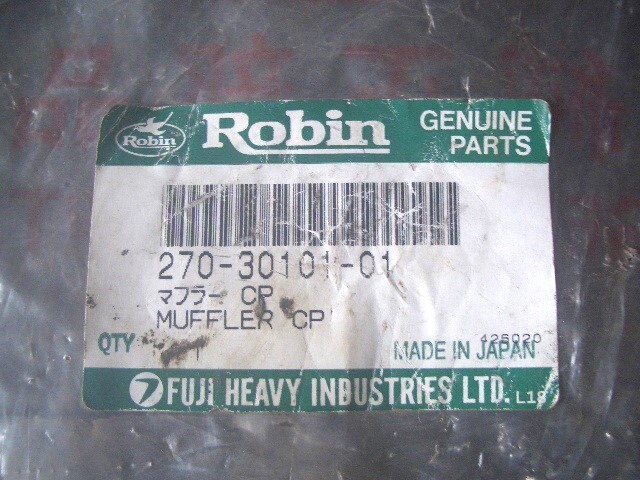 Robin
Robin
GENUINE
PARTS
270-30101-01
マフラー CP
MUFFLER CP
QTY 1
425020
MADE IN JAPAN
FUJI HEAVY INDUSTRIES LTD. L18